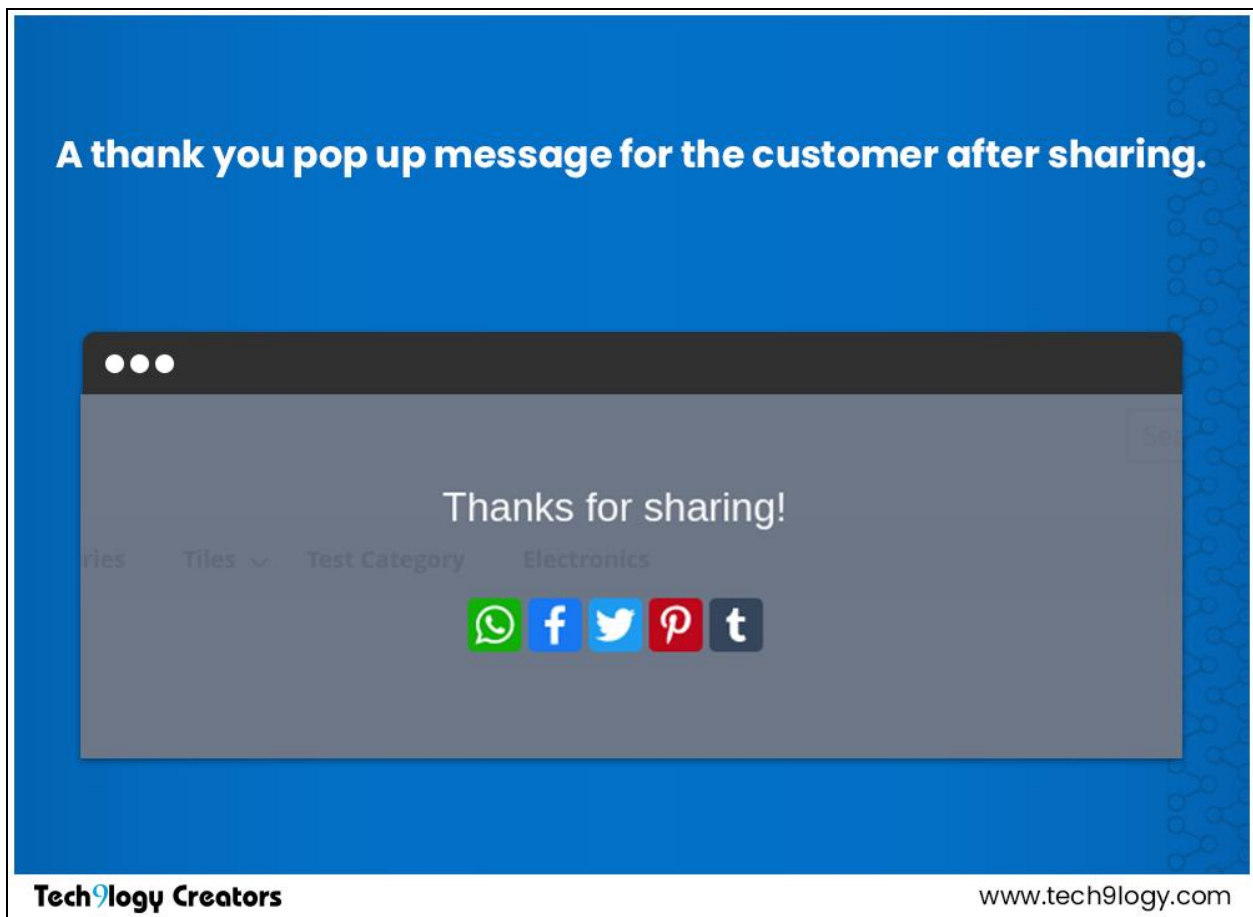 A thank you pop up message for the customer after sharing.
Thanks for sharing!
ries Tiles Test Category Electronics
Tech9logy Creators
www.tech9logy.com